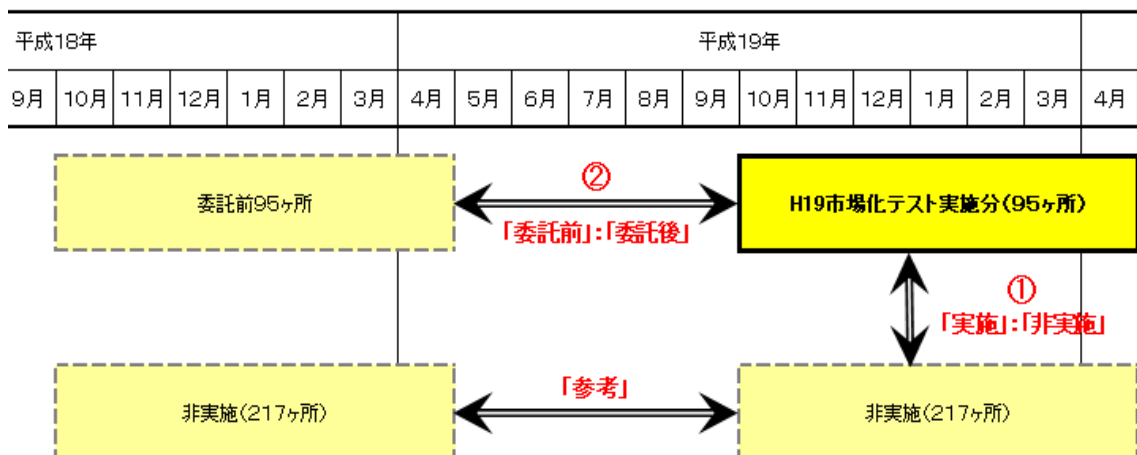 平成18年 平成19年
9月 10月 11月 12月 1月 2月 3月 4月 5月 6月 7月 8月 9月 10月 11月 12月 1月 2月 3月 4月
委託前95ヶ所 ② H19市場化テスト実施分(95ヶ所)
「委託前」:「委託後」
①
「実施」:「非実施」
非実施(217ヶ所) 「参考」 非実施(217ヶ所)